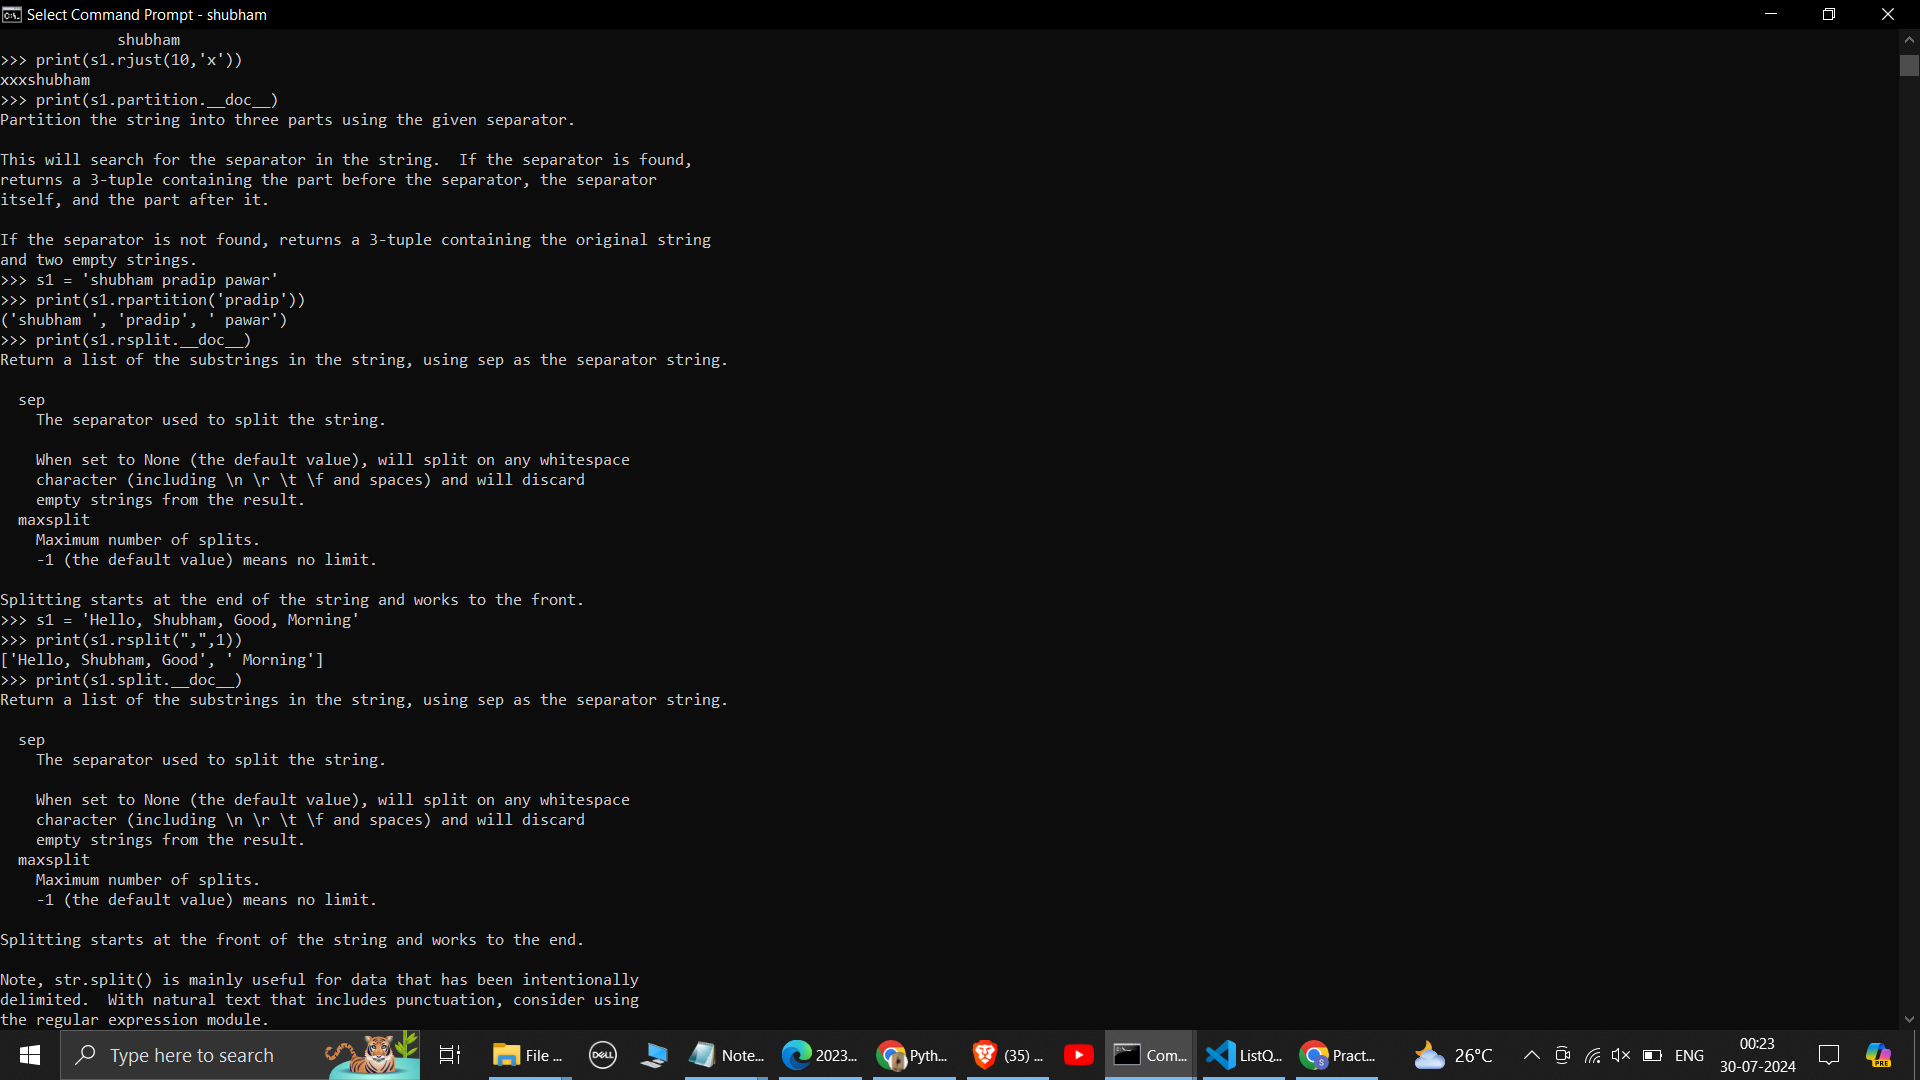 Select Command Prompt - shubham
             shubham
>>> print(s1.rjust(10,'x'))
xxxshubham
>>> print(s1.partition.__doc__)
Partition the string into three parts using the given separator.

This will search for the separator in the string.  If the separator is found,
returns a 3-tuple containing the part before the separator, the separator
itself, and the part after it.

If the separator is not found, returns a 3-tuple containing the original string
and two empty strings.
>>> s1 = 'shubham pradip pawar'
>>> print(s1.rpartition('pradip'))
('shubham ', 'pradip', ' pawar')
>>> print(s1.rsplit.__doc__)
Return a list of the substrings in the string, using sep as the separator string.

  sep
    The separator used to split the string.

    When set to None (the default value), will split on any whitespace
    character (including \n \r \t \f and spaces) and will discard
    empty strings from the result.
  maxsplit
    Maximum number of splits.
    -1 (the default value) means no limit.

Splitting starts at the end of the string and works to the front.
>>> s1 = 'Hello, Shubham, Good, Morning'
>>> print(s1.rsplit(",",1))
['Hello, Shubham, Good', ' Morning']
>>> print(s1.split.__doc__)
Return a list of the substrings in the string, using sep as the separator string.

  sep
    The separator used to split the string.

    When set to None (the default value), will split on any whitespace
    character (including \n \r \t \f and spaces) and will discard
    empty strings from the result.
  maxsplit
    Maximum number of splits.
    -1 (the default value) means no limit.

Splitting starts at the front of the string and works to the end.

Note, str.split() is mainly useful for data that has been intentionally
delimited.  With natural text that includes punctuation, consider using
the regular expression module.
Type here to search
DELL
File ...
Note...
2023...
Pyth...
(35) ...
Com...
ListQ...
S
Pract...
26°C
ENG
00:23
30-07-2024
PRE